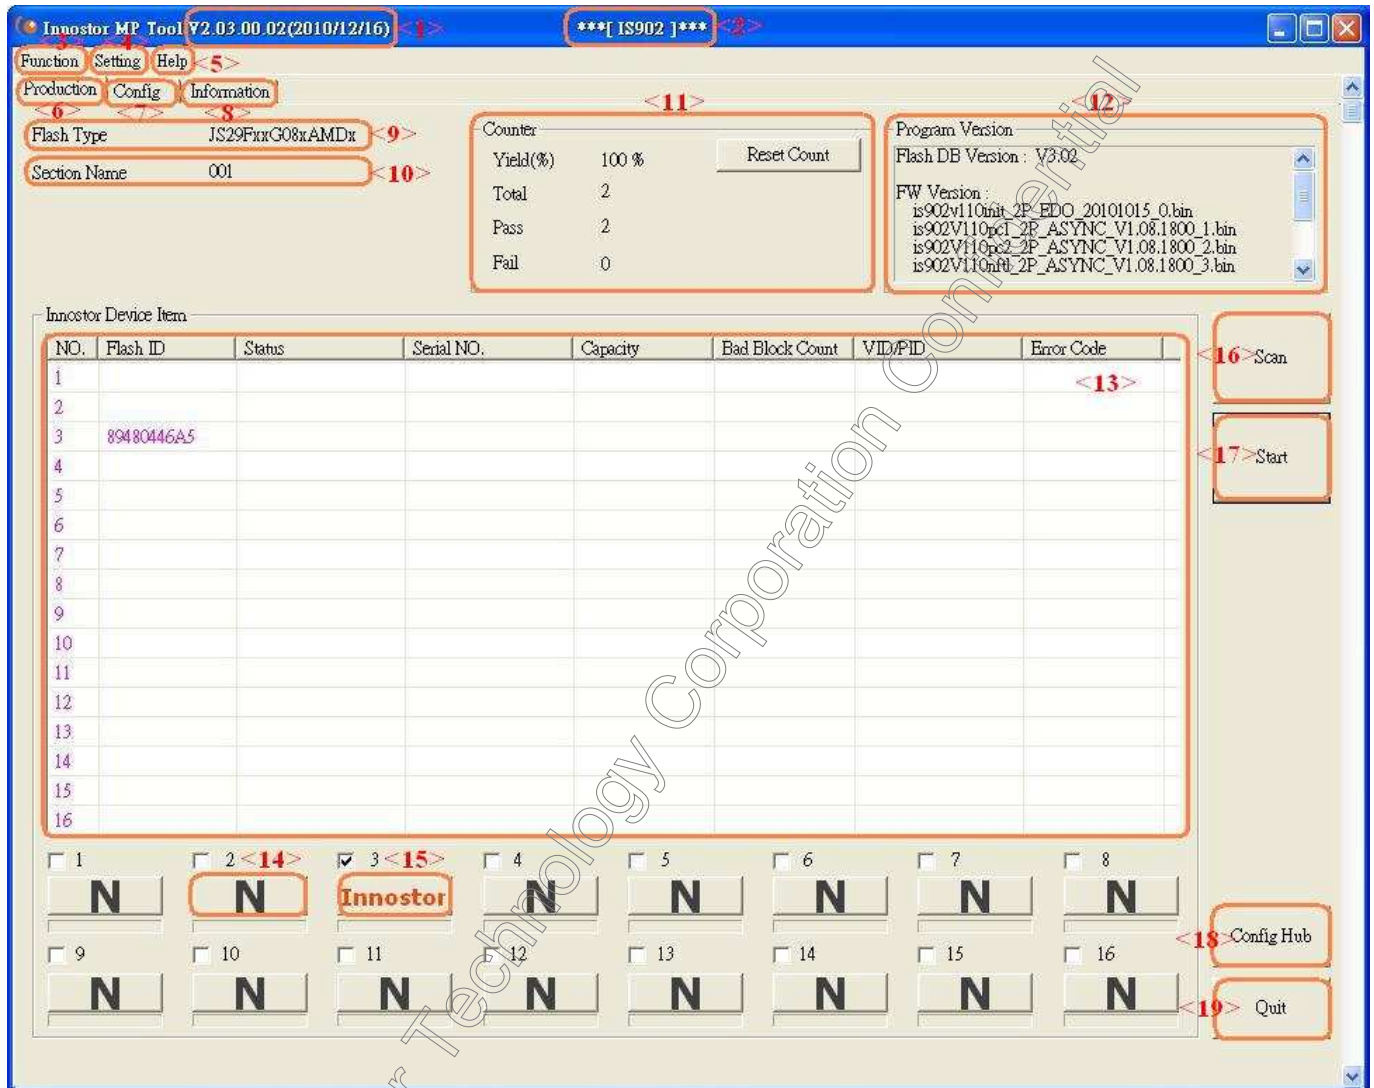 Innostor MP Tool V2.03.00.02(2010/12/16) <1> ***[ IS902 ]*** <2>
<3> <4>
Function Setting Help <5>
Production Config Information
<6> <7> <8>
Flash Type JS29FxxG08xAMDx <9>
Section Name 001 <10>
<11>
Counter
Yield(%) 100 % Reset Count
Total 2
Pass 2
Fail 0
<12>
Program Version
Flash DB Version : V3.02
FW Version :
is902v110init_2P_EDO_20101015_0.bin
is902V110pc1_2P_ASYNC_V1.08.1800_1.bin
is902V110pc2_2P_ASYNC_V1.08.1800_2.bin
is902V110nftl_2P_ASYNC_V1.08.1800_3.bin
Innostor Device Item
NO. Flash ID Status Serial NO. Capacity Bad Block Count VID/PID Error Code
<13>
1
2
3 89480446A5
4
5
6
7
8
9
10
11
12
13
14
15
16
<16> Scan
<17> Start
1 2 <14> 3 <15> 4 5 6 7 8
N N Innostor N N N N N
9 10 11 12 13 14 15 16
N N N N N N N N
<18> Config Hub
<19> Quit
r Technology Corporation Confidential